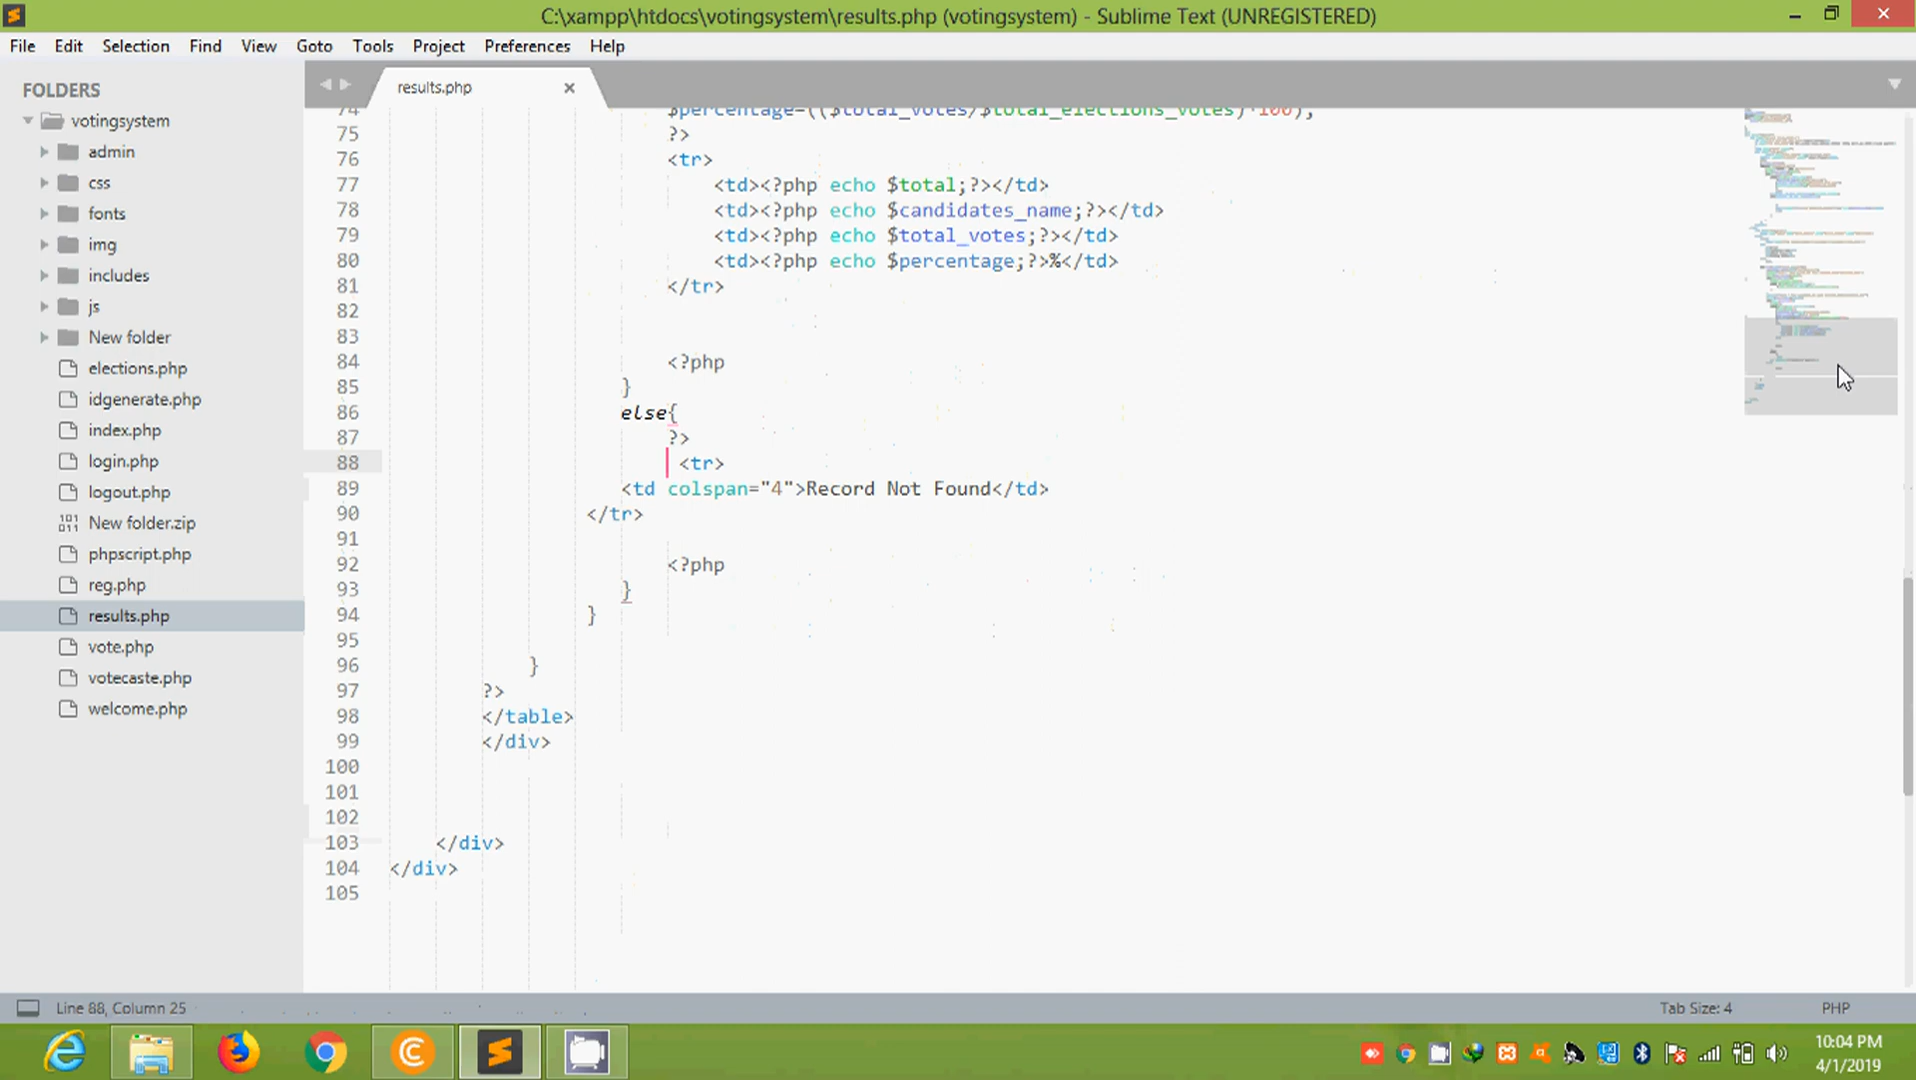 C:\xampp\htdocs\votingsystem\results.php (votingsystem) - Sublime Text (UNREGISTERED)
File Edit Selection Find View Goto Tools Project Preferences Help
FOLDERS
votingsystem
admin
css
fonts
img
includes
js
New folder
elections.php
idgenerate.php
index.php
login.php
logout.php
New folder.zip
phpscript.php
reg.php
results.php
vote.php
votecaste.php
welcome.php
results.php
74 $percentage=(($total_votes/$total_elections_votes)*100);
75 ?>
76 <tr>
77 <td><?php echo $total;?></td>
78 <td><?php echo $candidates_name;?></td>
79 <td><?php echo $total_votes;?></td>
80 <td><?php echo $percentage;?>%</td>
81 </tr>
82
83
84 <?php
85 }
86 else{
87 ?>
88 <tr>
89 <td colspan="4">Record Not Found</td>
90 </tr>
91
92 <?php
93 }
94 }
95
96 }
97 ?>
98 </table>
99 </div>
100
101
102
103 </div>
104 </div>
105
Line 88, Column 25
Tab Size: 4
PHP
10:04 PM
4/1/2019